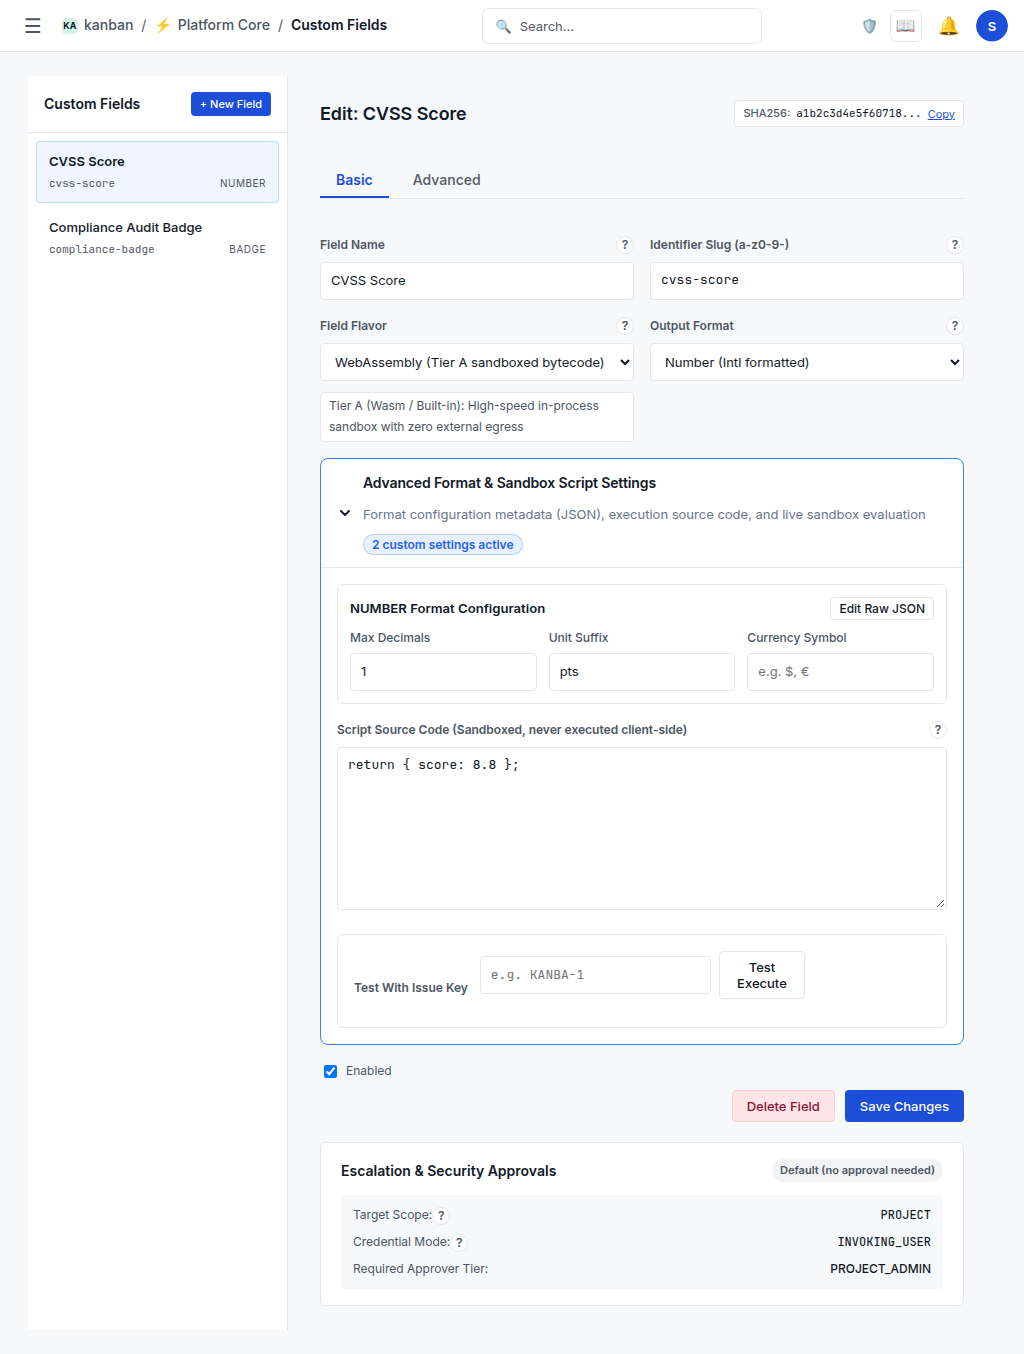 ☰ KA kanban / ⚡ Platform Core / Custom Fields
🔍 Search...
S
Custom Fields
+ New Field
CVSS Score
cvss-score NUMBER
Compliance Audit Badge
compliance-badge BADGE
Edit: CVSS Score
SHA256: a1b2c3d4e5f60718... Copy
Basic Advanced
Field Name ? Identifier Slug (a-z0-9-) ?
CVSS Score cvss-score
Field Flavor ? Output Format ?
WebAssembly (Tier A sandboxed bytecode) Number (Intl formatted)
Tier A (Wasm / Built-in): High-speed in-process
sandbox with zero external egress
Advanced Format & Sandbox Script Settings
Format configuration metadata (JSON), execution source code, and live sandbox evaluation
2 custom settings active
NUMBER Format Configuration Edit Raw JSON
Max Decimals Unit Suffix Currency Symbol
1 pts e.g. $, €
Script Source Code (Sandboxed, never executed client-side) ?
return { score: 8.8 };
Test With Issue Key e.g. KANBA-1 Test
Execute
Enabled
Delete Field Save Changes
Escalation & Security Approvals Default (no approval needed)
Target Scope: ? PROJECT
Credential Mode: ? INVOKING_USER
Required Approver Tier: PROJECT_ADMIN